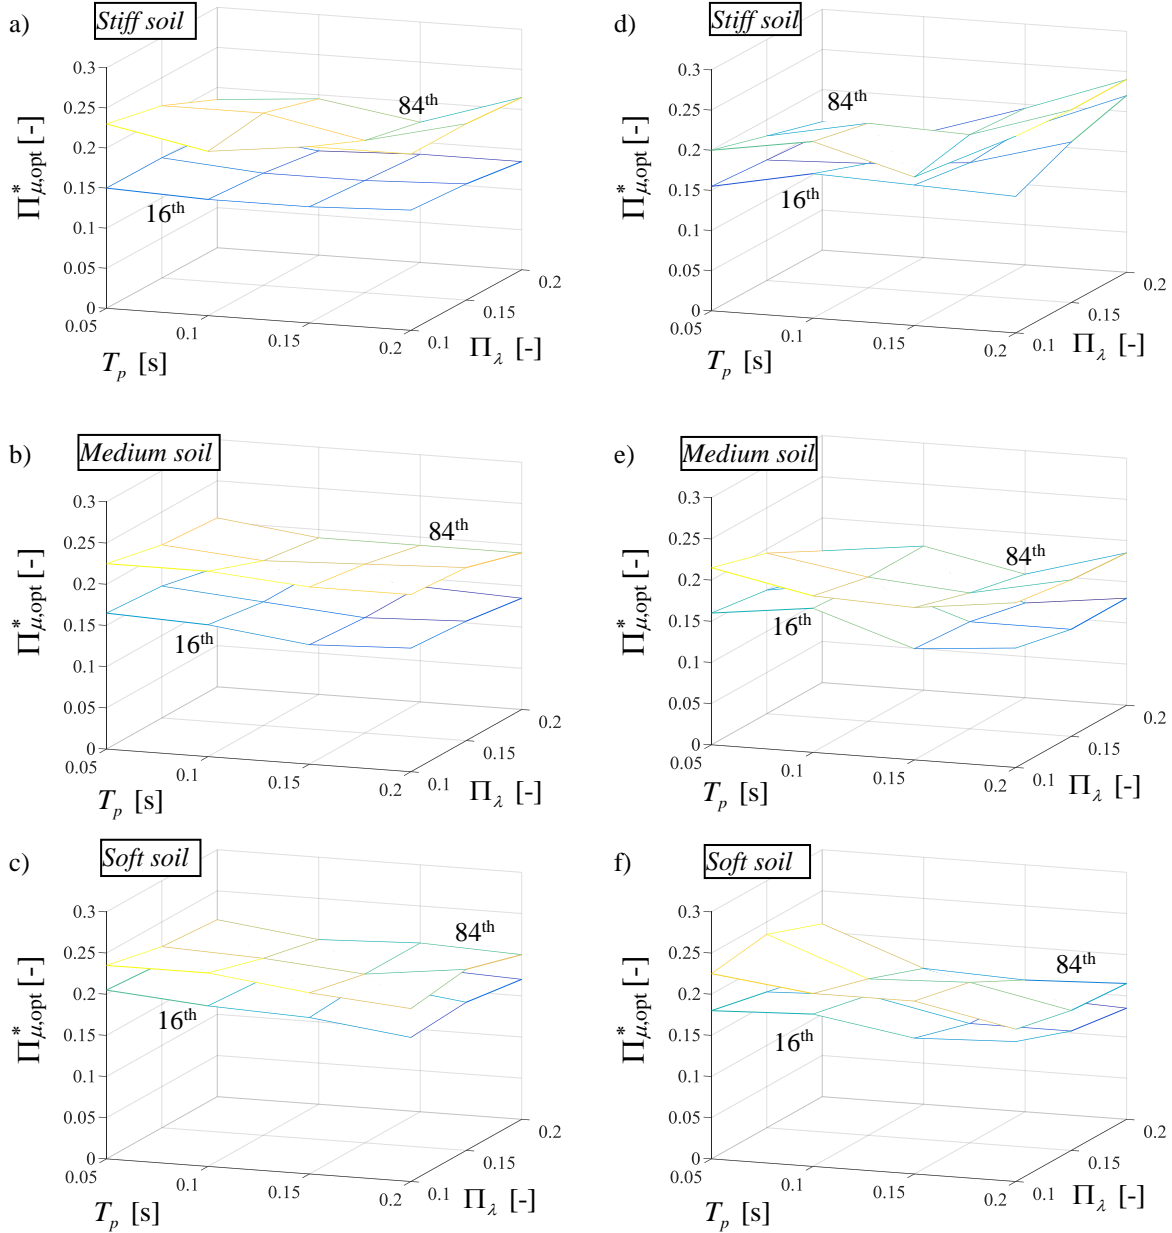 a)
Stiff soil
0.3
0.25
0.2
0.15
0.1
0.05
0
Π*μ,opt [-]
84th
16th
0.05
0.1
0.15
0.2
Tp [s]
0.1
0.15
0.2
Πλ [-]
d)
Stiff soil
0.3
0.25
0.2
0.15
0.1
0.05
0
Π*μ,opt [-]
84th
16th
0.05
0.1
0.15
0.2
Tp [s]
0.1
0.15
0.2
Πλ [-]
b)
Medium soil
0.3
0.25
0.2
0.15
0.1
0.05
0
Π*μ,opt [-]
84th
16th
0.05
0.1
0.15
0.2
Tp [s]
0.1
0.15
0.2
Πλ [-]
e)
Medium soil
0.3
0.25
0.2
0.15
0.1
0.05
0
Π*μ,opt [-]
84th
16th
0.05
0.1
0.15
0.2
Tp [s]
0.1
0.15
0.2
Πλ [-]
c)
Soft soil
0.3
0.25
0.2
0.15
0.1
0.05
0
Π*μ,opt [-]
84th
16th
0.05
0.1
0.15
0.2
Tp [s]
0.1
0.15
0.2
Πλ [-]
f)
Soft soil
0.3
0.25
0.2
0.15
0.1
0.05
0
Π*μ,opt [-]
84th
16th
0.05
0.1
0.15
0.2
Tp [s]
0.1
0.15
0.2
Πλ [-]